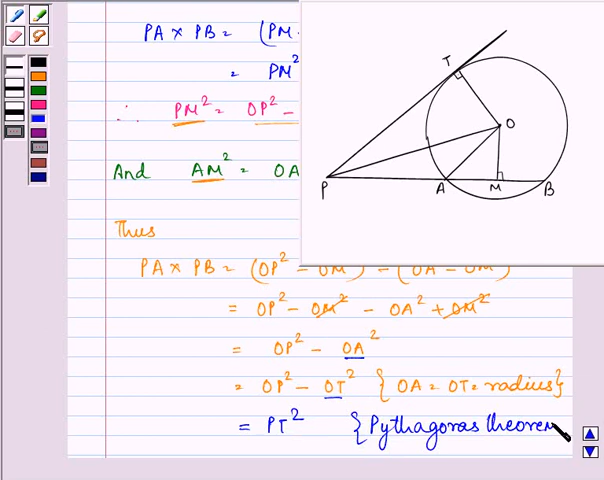 PA × PB = (PM -
= PM²
∴ PM² = OP² -
And AM² = OA
Thus
PA × PB = (OP² - OM²) - (OA² - OM²)
= OP² - OM² - OA² + OM²
= OP² - OA²
= OP² - OT² { OA = OT = radius}
= PT² { Pythagoras theorem
T
O
P
A
M
B